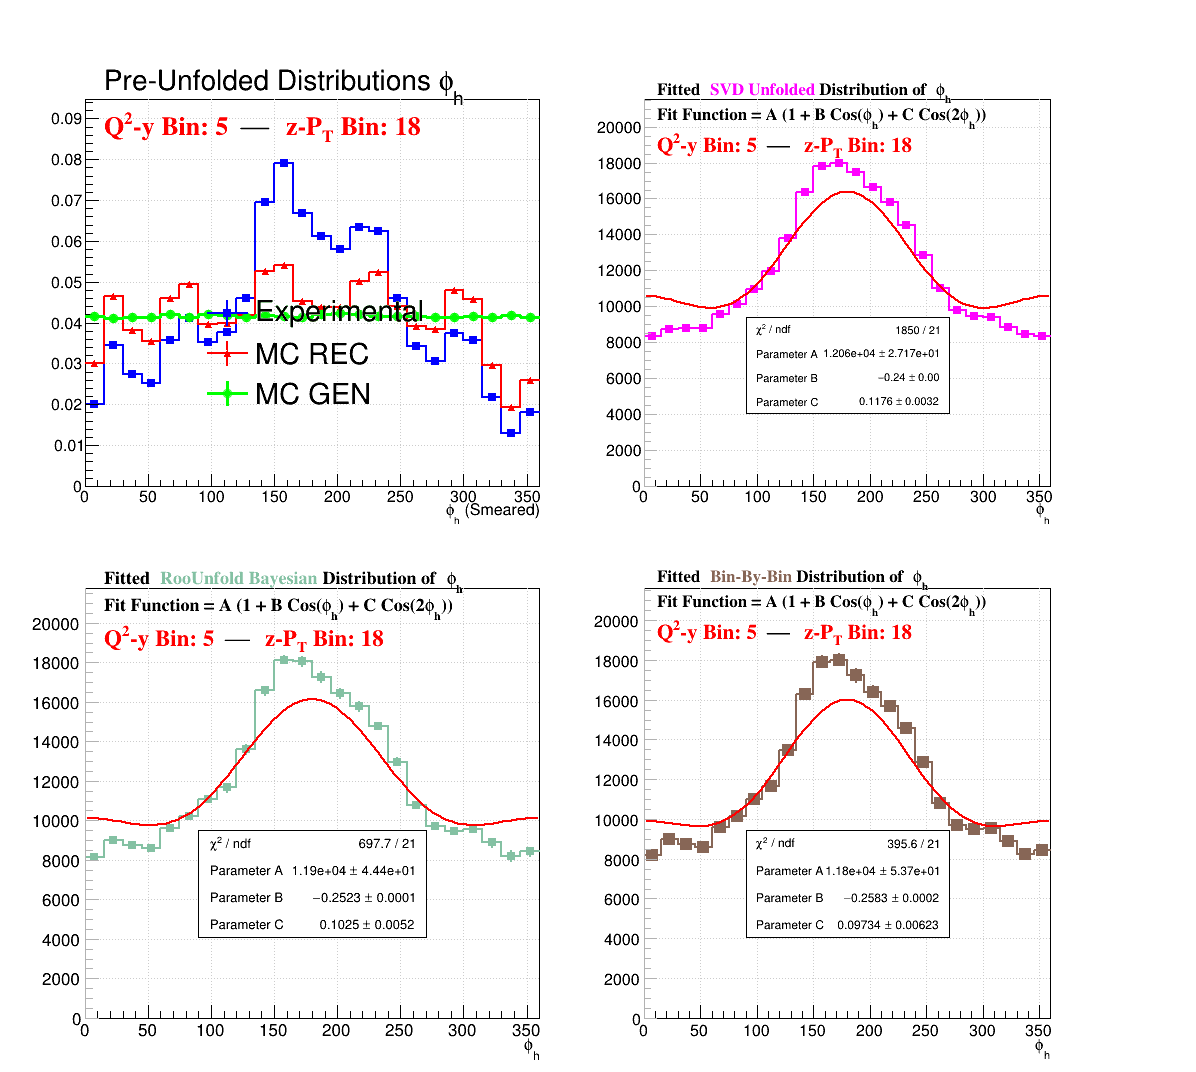 Pre-Unfolded Distributions ϕh
Q²-y Bin: 5 — z-PT Bin: 18
0.09
0.08
0.07
0.06
0.05
0.04
0.03
0.02
0.01
0
Experimental
MC REC
MC GEN
0 50 100 150 200 250 300 350
ϕh (Smeared)
Fitted SVD Unfolded Distribution of ϕh
Fit Function = A (1 + B Cos(ϕh) + C Cos(2ϕh))
Q²-y Bin: 5 — z-PT Bin: 18
20000
18000
16000
14000
12000
10000
8000
6000
4000
2000
0
χ² / ndf 1850 / 21
Parameter A 1.206e+04 ± 2.717e+01
Parameter B −0.24 ± 0.00
Parameter C 0.1176 ± 0.0032
0 50 100 150 200 250 300 350
ϕh
Fitted RooUnfold Bayesian Distribution of ϕh
Fit Function = A (1 + B Cos(ϕh) + C Cos(2ϕh))
Q²-y Bin: 5 — z-PT Bin: 18
20000
18000
16000
14000
12000
10000
8000
6000
4000
2000
0
χ² / ndf 697.7 / 21
Parameter A 1.19e+04 ± 4.44e+01
Parameter B −0.2523 ± 0.0001
Parameter C 0.1025 ± 0.0052
0 50 100 150 200 250 300 350
ϕh
Fitted Bin-By-Bin Distribution of ϕh
Fit Function = A (1 + B Cos(ϕh) + C Cos(2ϕh))
Q²-y Bin: 5 — z-PT Bin: 18
20000
18000
16000
14000
12000
10000
8000
6000
4000
2000
0
χ² / ndf 395.6 / 21
Parameter A 1.18e+04 ± 5.37e+01
Parameter B −0.2583 ± 0.0002
Parameter C 0.09734 ± 0.00623
0 50 100 150 200 250 300 350
ϕh